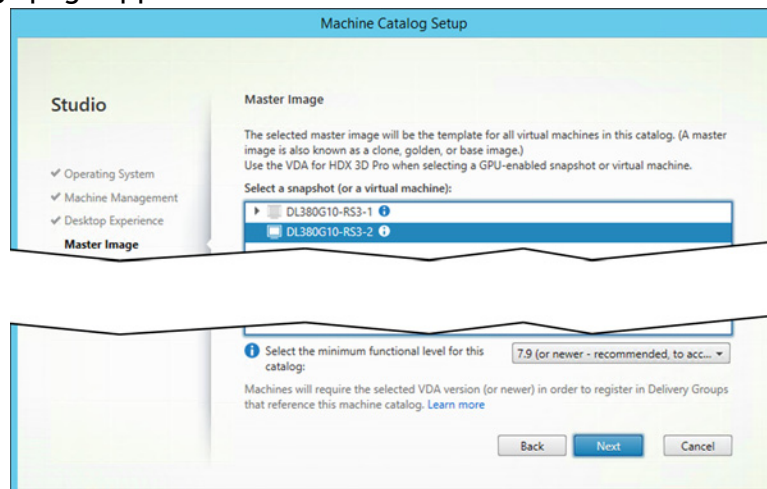 Machine Catalog Setup
Studio
Master Image
The selected master image will be the template for all virtual machines in this catalog. (A master
image is also known as a clone, golden, or base image.)
Use the VDA for HDX 3D Pro when selecting a GPU-enabled snapshot or virtual machine.
✔ Operating System
✔ Machine Management
✔ Desktop Experience
Master Image
Select a snapshot (or a virtual machine):
DL380G10-RS3-1
DL380G10-RS3-2
Select the minimum functional level for this
catalog:
7.9 (or newer - recommended, to acc...
Machines will require the selected VDA version (or newer) in order to register in Delivery Groups
that reference this machine catalog. Learn more
Back Next Cancel